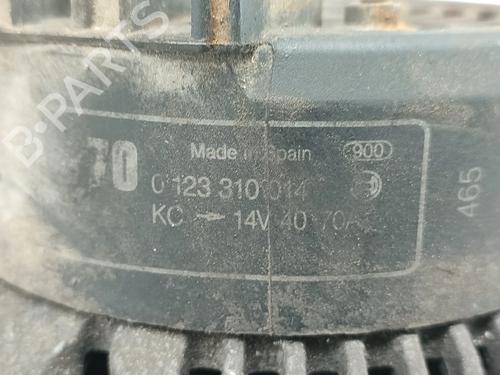 B-PARTS
70
Made in Spain
900
0 123 310 014
KC → 14V 40-70A
465